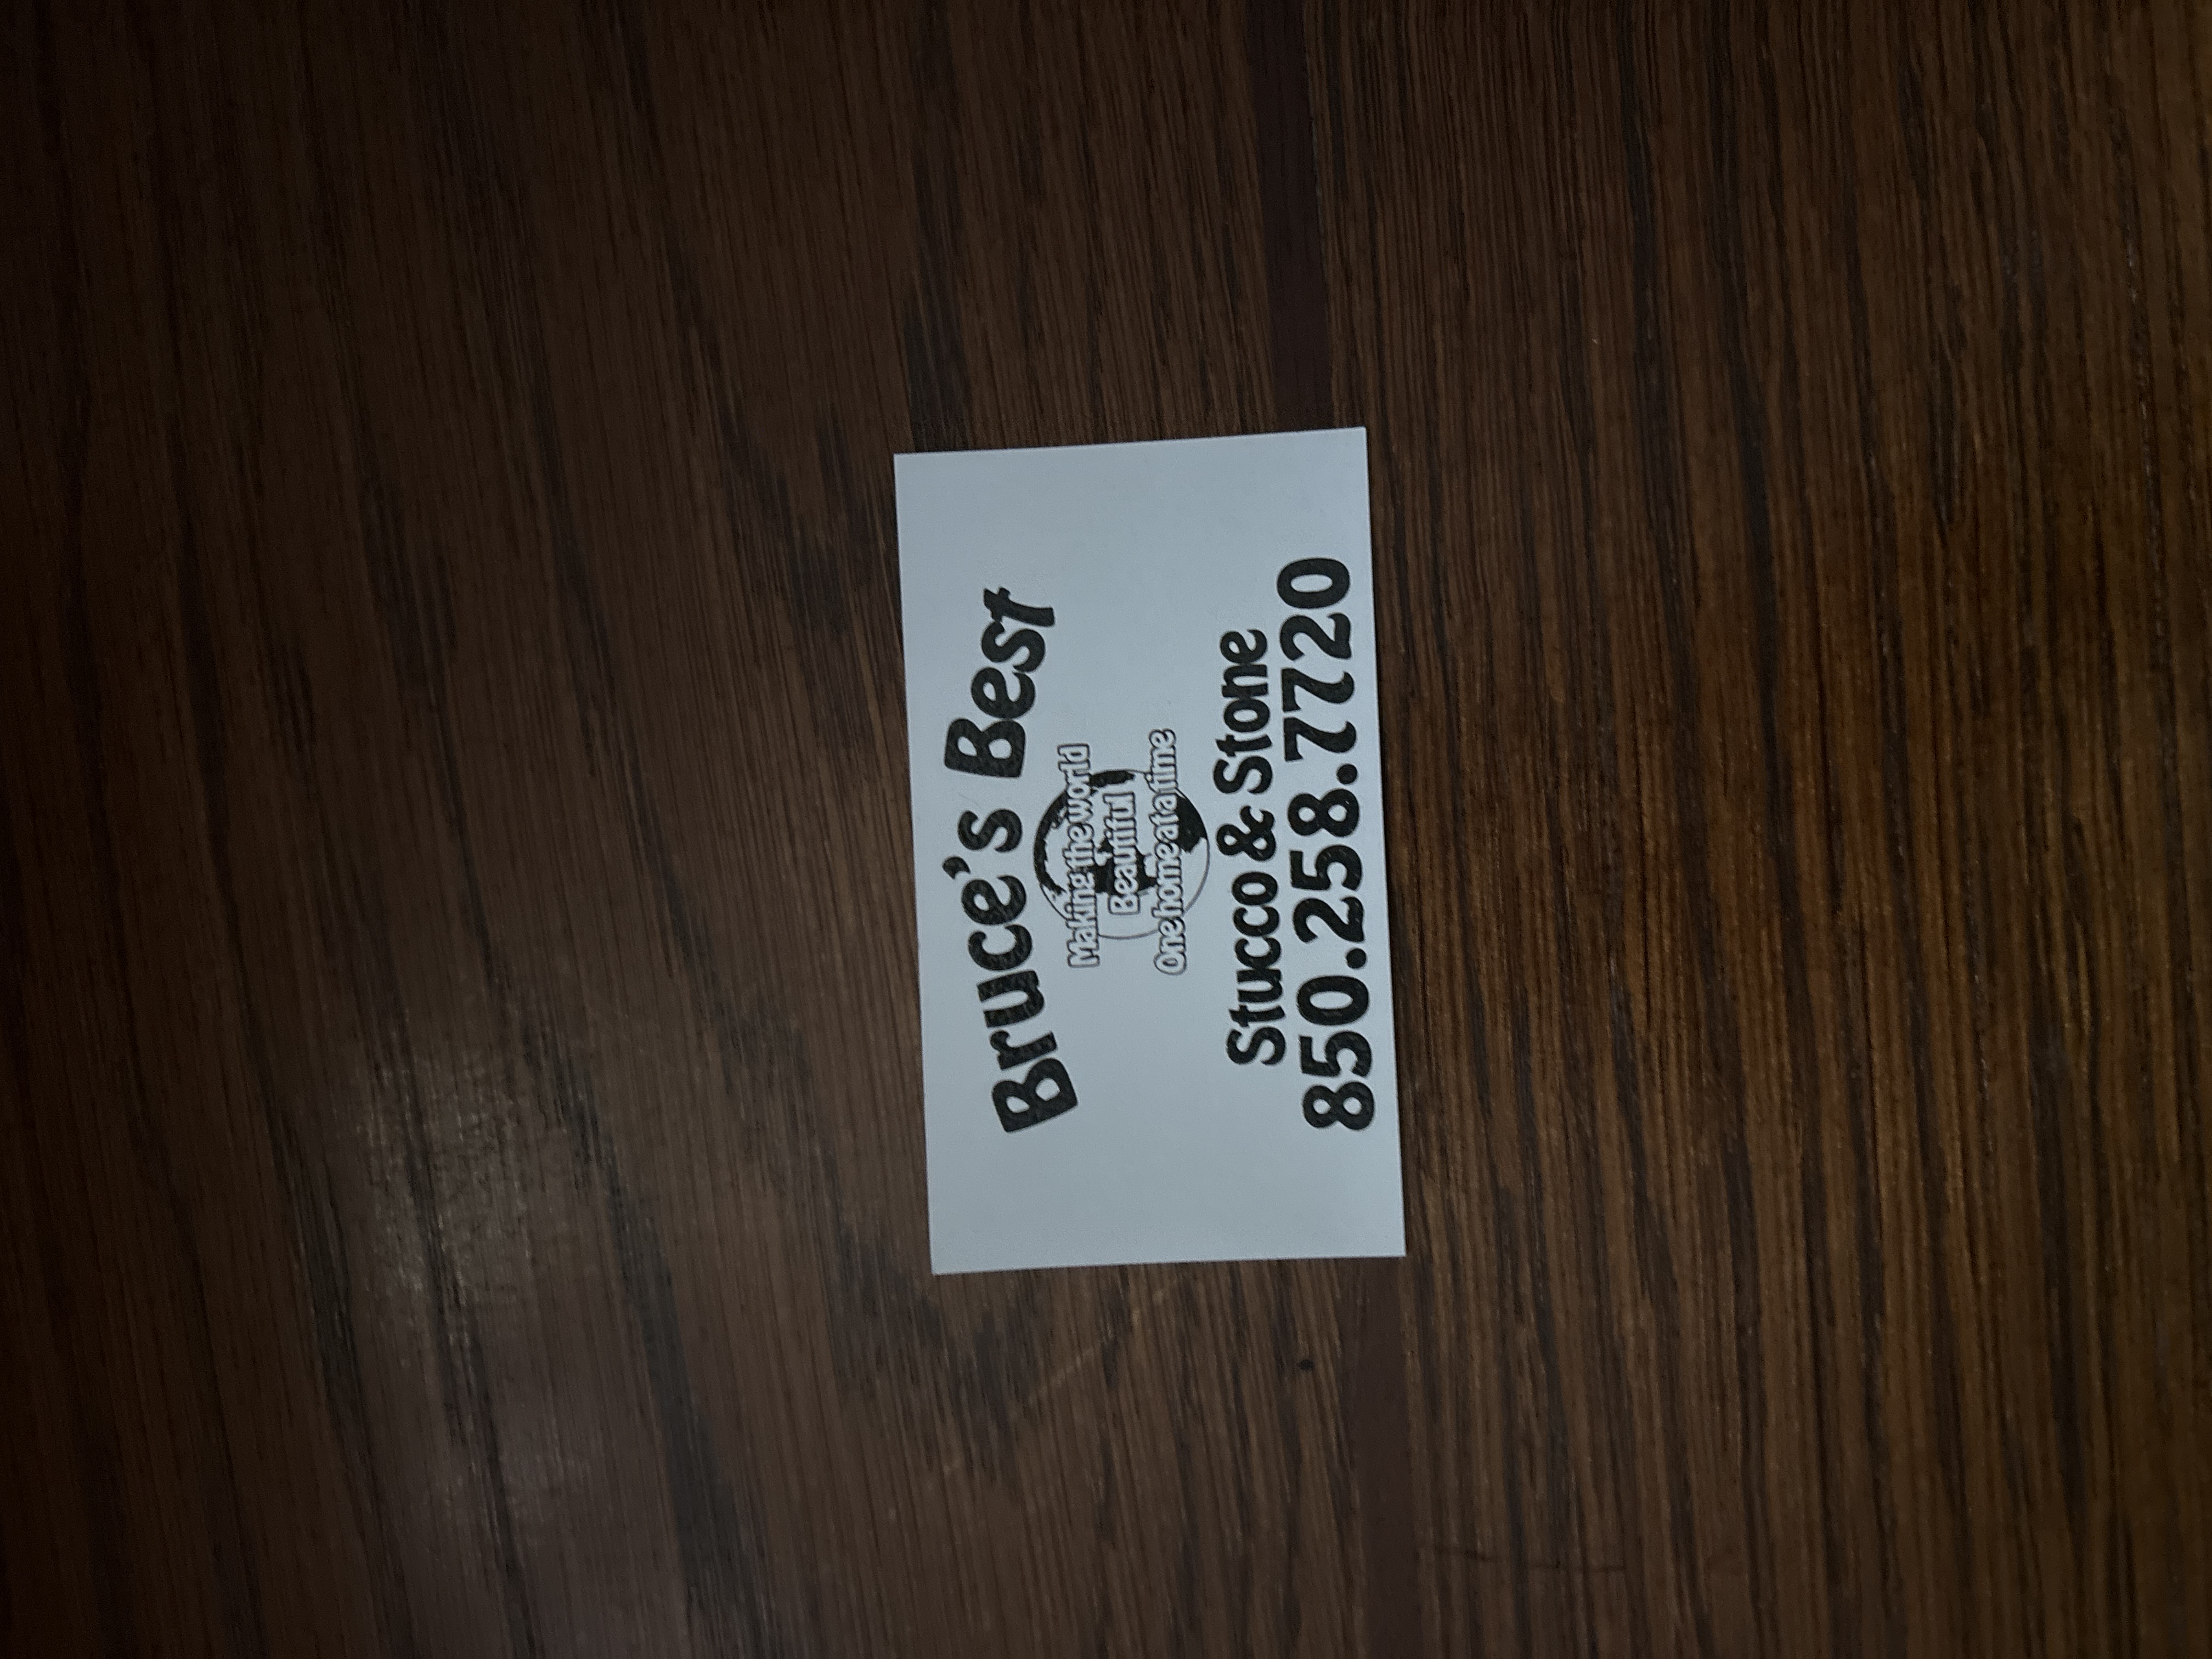 Bruce's Best
Making the world
Beautiful
One home at a time
Stucco & Stone
850.258.7720